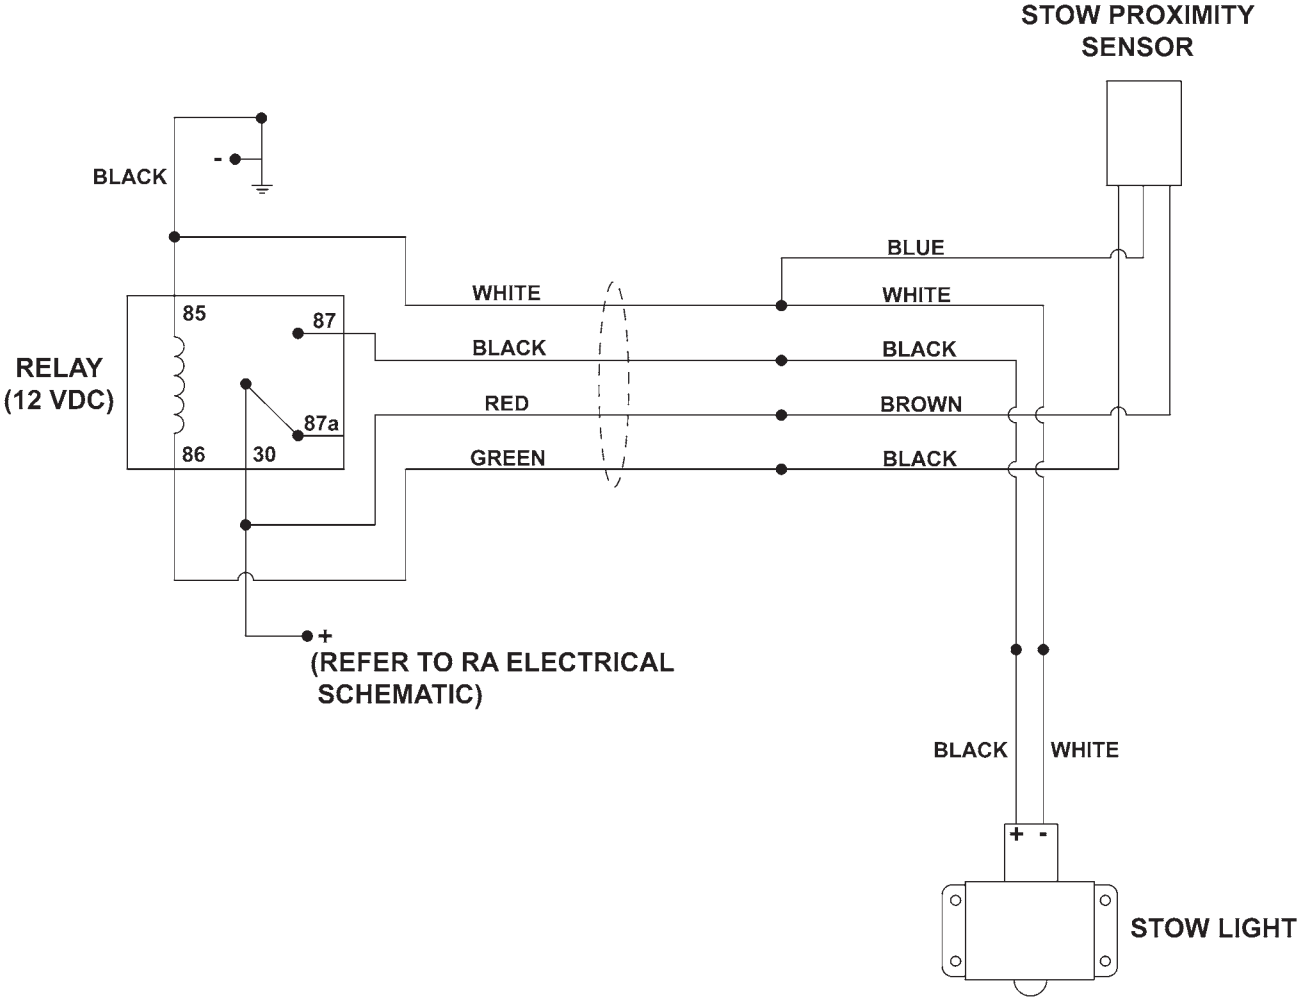 STOW PROXIMITY
SENSOR
-
BLACK
BLUE
WHITE
WHITE
85
87
RELAY
(12 VDC)
BLACK
BLACK
RED
BROWN
87a
86
30
GREEN
BLACK
+
(REFER TO RA ELECTRICAL
SCHEMATIC)
BLACK
WHITE
+ -
STOW LIGHT